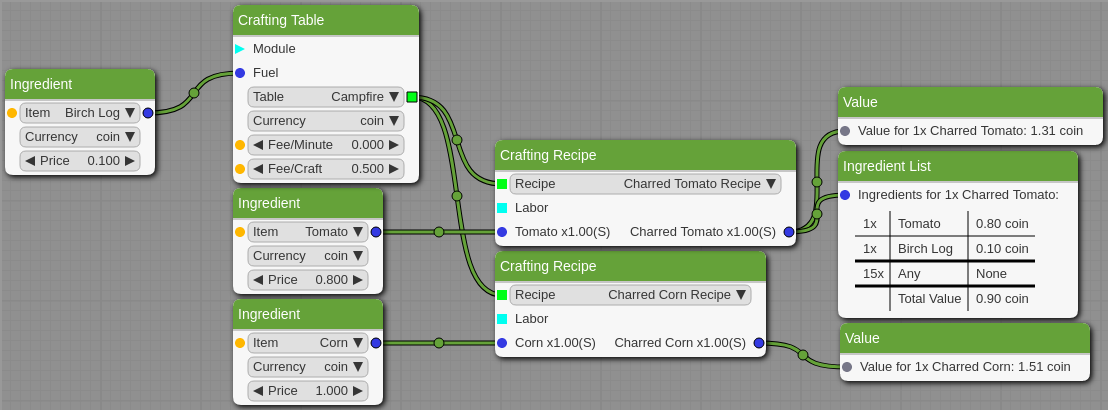 Ingredient
Item Birch Log
Currency coin
Price 0.100
Crafting Table
Module
Fuel
Table Campfire
Currency coin
Fee/Minute 0.000
Fee/Craft 0.500
Ingredient
Item Tomato
Currency coin
Price 0.800
Ingredient
Item Corn
Currency coin
Price 1.000
Crafting Recipe
Recipe Charred Tomato Recipe
Labor
Tomato x1.00(S) Charred Tomato x1.00(S)
Crafting Recipe
Recipe Charred Corn Recipe
Labor
Corn x1.00(S) Charred Corn x1.00(S)
Value
Value for 1x Charred Tomato: 1.31 coin
Ingredient List
Ingredients for 1x Charred Tomato:
1x Tomato 0.80 coin
1x Birch Log 0.10 coin
15x Any None
Total Value 0.90 coin
Value
Value for 1x Charred Corn: 1.51 coin